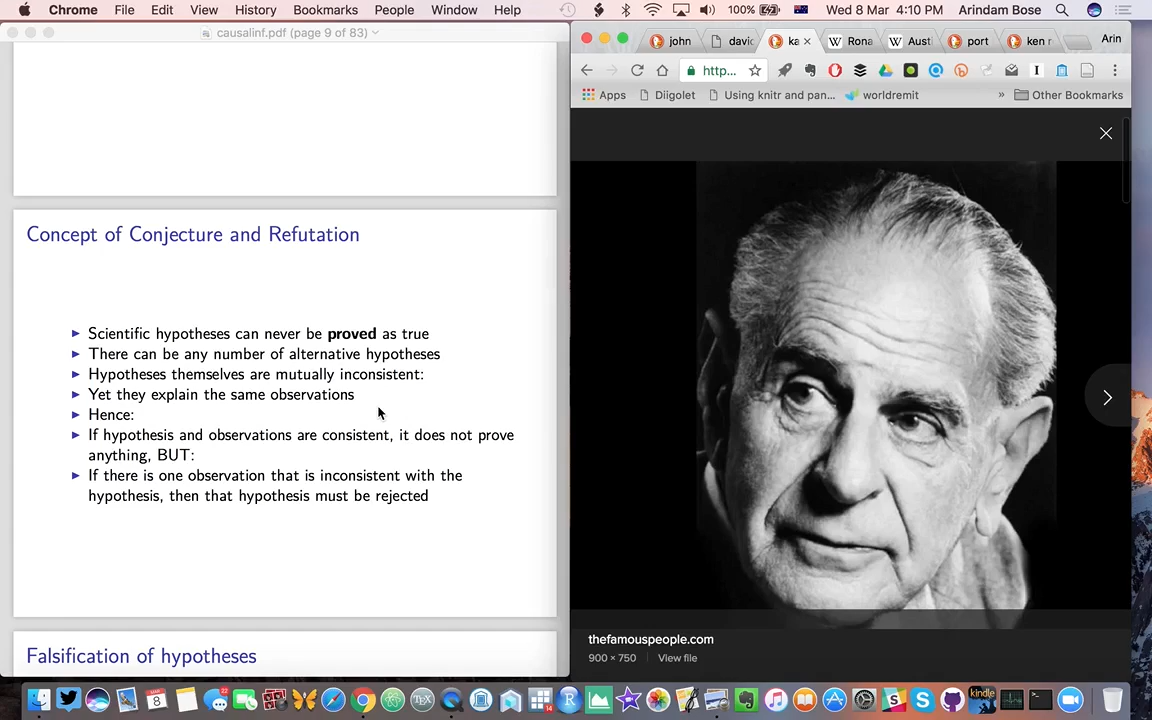 Chrome File Edit View History Bookmarks People Window Help 100% Wed 8 Mar 4:10 PM Arindam Bose
causalinf.pdf (page 9 of 83)
john davic ka Rona Aust port ken r Arin
http...
Apps Diigolet Using knitr and pan... worldremit » Other Bookmarks
Concept of Conjecture and Refutation
Scientific hypotheses can never be proved as true
There can be any number of alternative hypotheses
Hypotheses themselves are mutually inconsistent:
Yet they explain the same observations
Hence:
If hypothesis and observations are consistent, it does not prove
anything, BUT:
If there is one observation that is inconsistent with the
hypothesis, then that hypothesis must be rejected
Falsification of hypotheses
thefamouspeople.com
900 × 750 View file
kindle